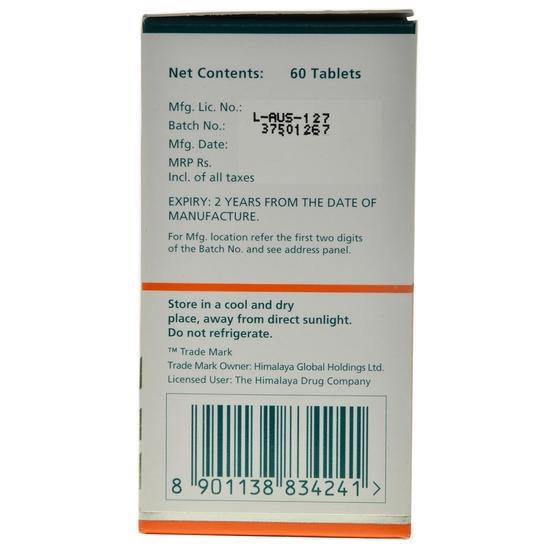 Net Contents: 60 Tablets
Mfg. Lic. No.: L-AUS-127
Batch No.: 37501267
Mfg. Date:
MRP Rs.
Incl. of all taxes
EXPIRY: 2 YEARS FROM THE DATE OF
MANUFACTURE.
For Mfg. location refer the first two digits
of the Batch No. and see address panel.
Store in a cool and dry
place, away from direct sunlight.
Do not refrigerate.
™ Trade Mark
Trade Mark Owner: Himalaya Global Holdings Ltd.
Licensed User: The Himalaya Drug Company
8 901138 834241 >